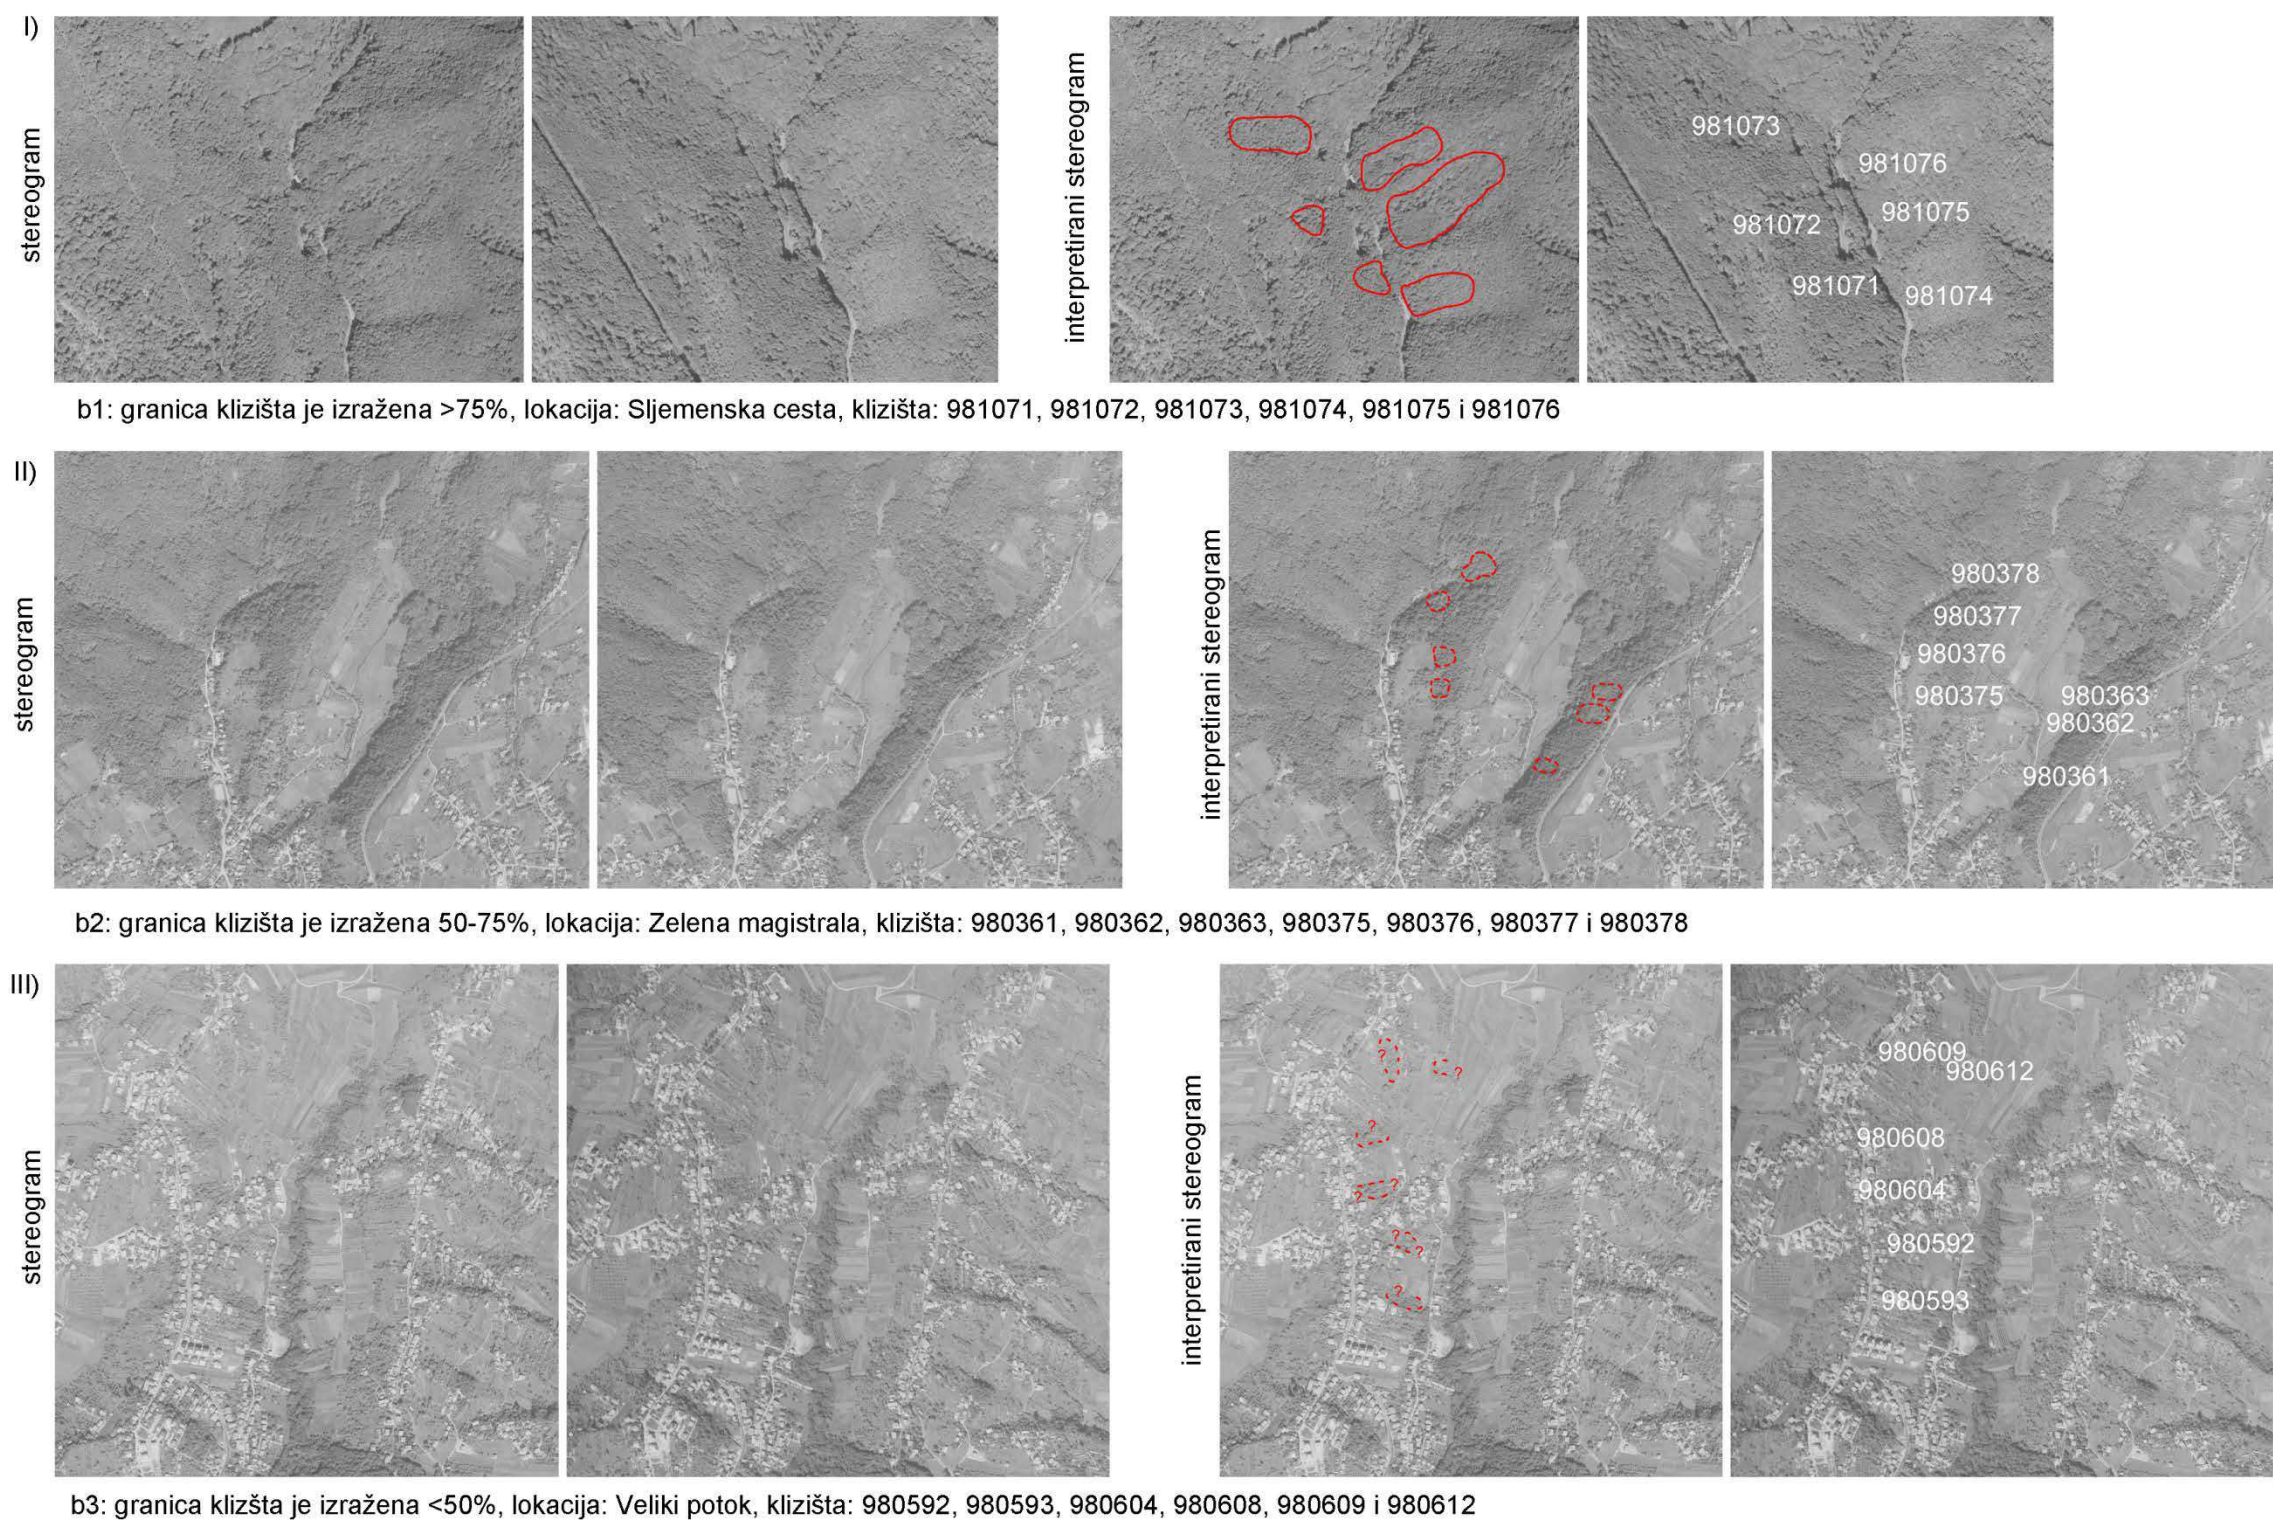 I)
stereogram
interpretirani stereogram
981073
981076
981075
981072
981071
981074
b1: granica klizišta je izražena >75%, lokacija: Sljemenska cesta, klizišta: 981071, 981072, 981073, 981074, 981075 i 981076
II)
stereogram
interpretirani stereogram
980378
980377
980376
980375
980363
980362
980361
b2: granica klizišta je izražena 50-75%, lokacija: Zelena magistrala, klizišta: 980361, 980362, 980363, 980375, 980376, 980377 i 980378
III)
stereogram
interpretirani stereogram
?
?
?
? ?
? ?
?
980609
980612
980608
980604
980592
980593
b3: granica klizšta je izražena <50%, lokacija: Veliki potok, klizišta: 980592, 980593, 980604, 980608, 980609 i 980612